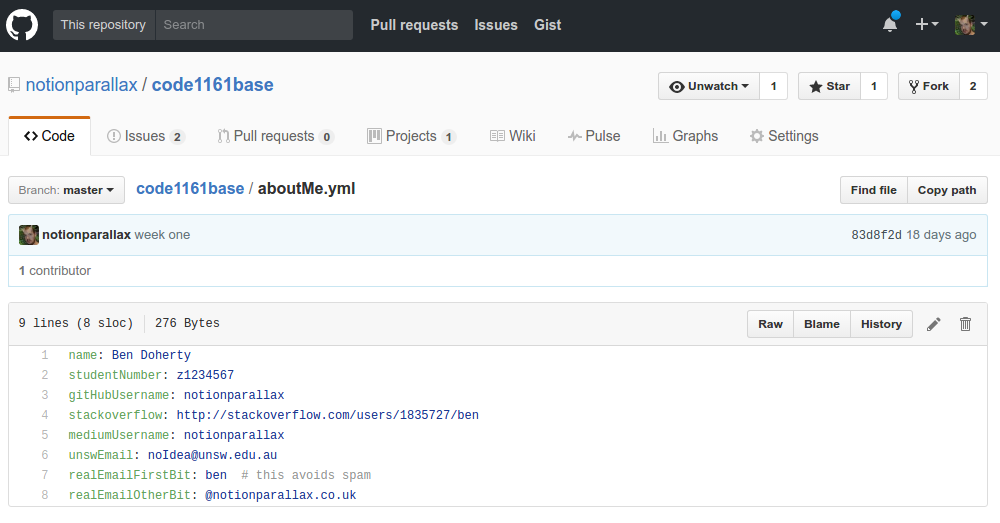 This repository Search Pull requests Issues Gist
notionparallax / code1161base Unwatch 1 Star 1 Fork 2
Code Issues 2 Pull requests 0 Projects 1 Wiki Pulse Graphs Settings
Branch: master code1161base / aboutMe.yml Find file Copy path
notionparallax week one 83d8f2d 18 days ago
1 contributor
9 lines (8 sloc) 276 Bytes Raw Blame History
1 name: Ben Doherty
2 studentNumber: z1234567
3 gitHubUsername: notionparallax
4 stackoverflow: http://stackoverflow.com/users/1835727/ben
5 mediumUsername: notionparallax
6 unswEmail: noIdea@unsw.edu.au
7 realEmailFirstBit: ben  # this avoids spam
8 realEmailOtherBit: @notionparallax.co.uk